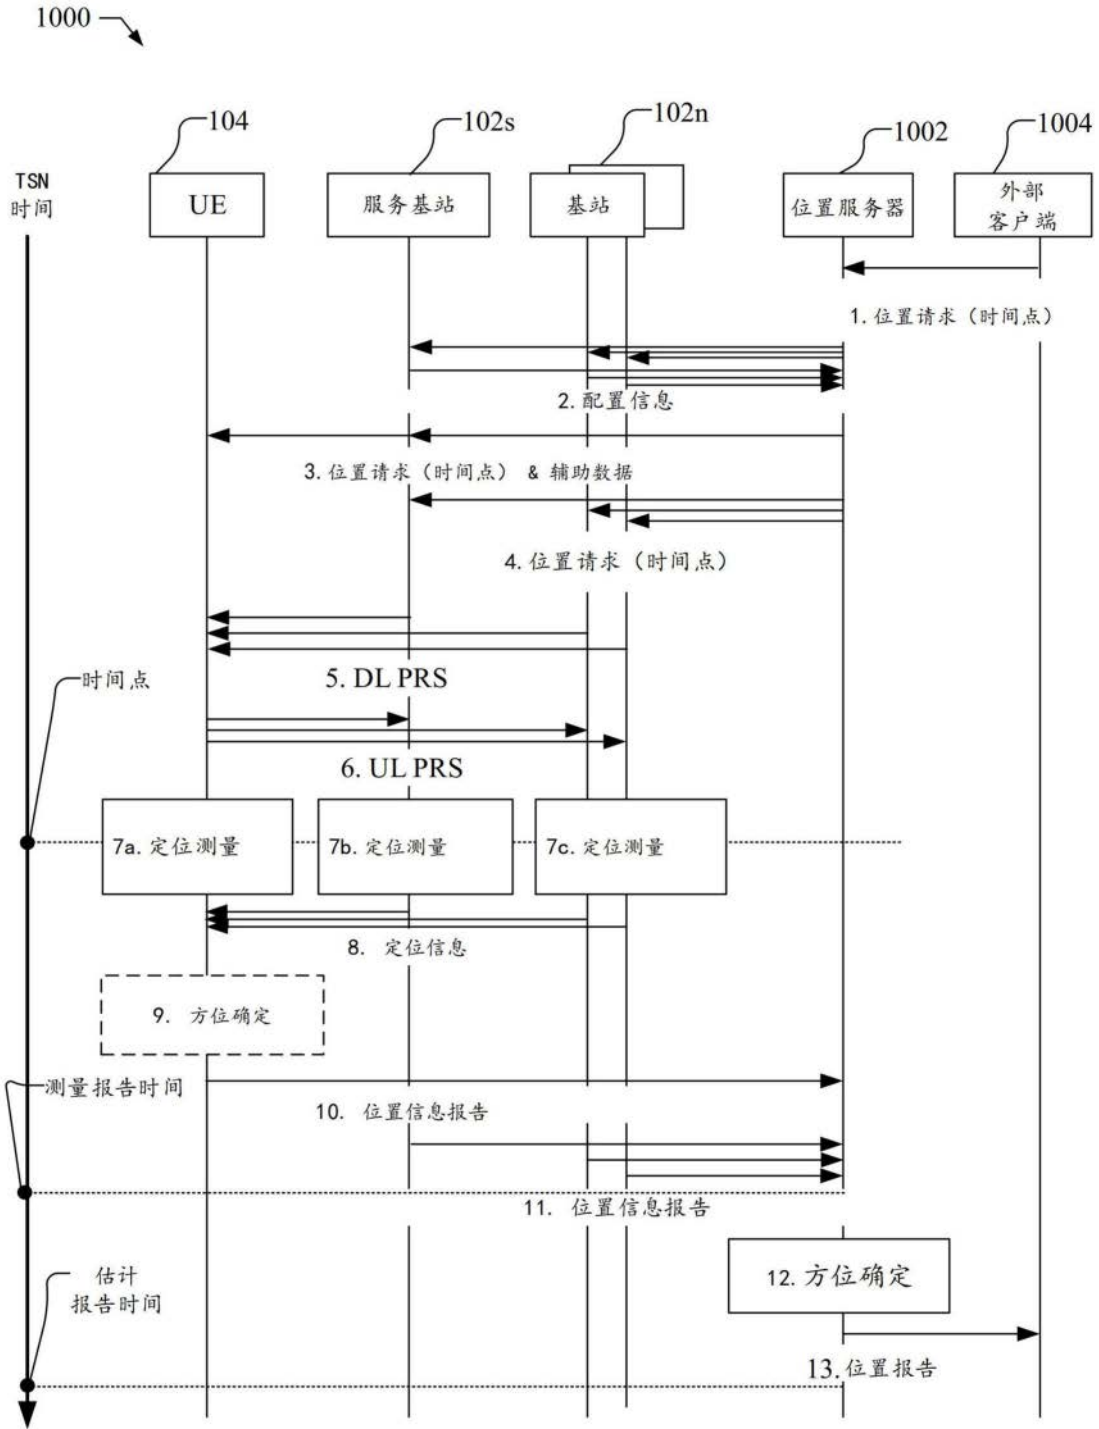 1000
104
102s
102n
1002
1004
TSN
时间
UE
服务基站
基站
位置服务器
外部
客户端
1.位置请求（时间点）
2.配置信息
3.位置请求（时间点） & 辅助数据
4.位置请求（时间点）
5. DL PRS
时间点
6. UL PRS
7a.定位测量
7b.定位测量
7c.定位测量
8. 定位信息
9. 方位确定
测量报告时间
10. 位置信息报告
11. 位置信息报告
12.方位确定
估计
报告时间
13.位置报告